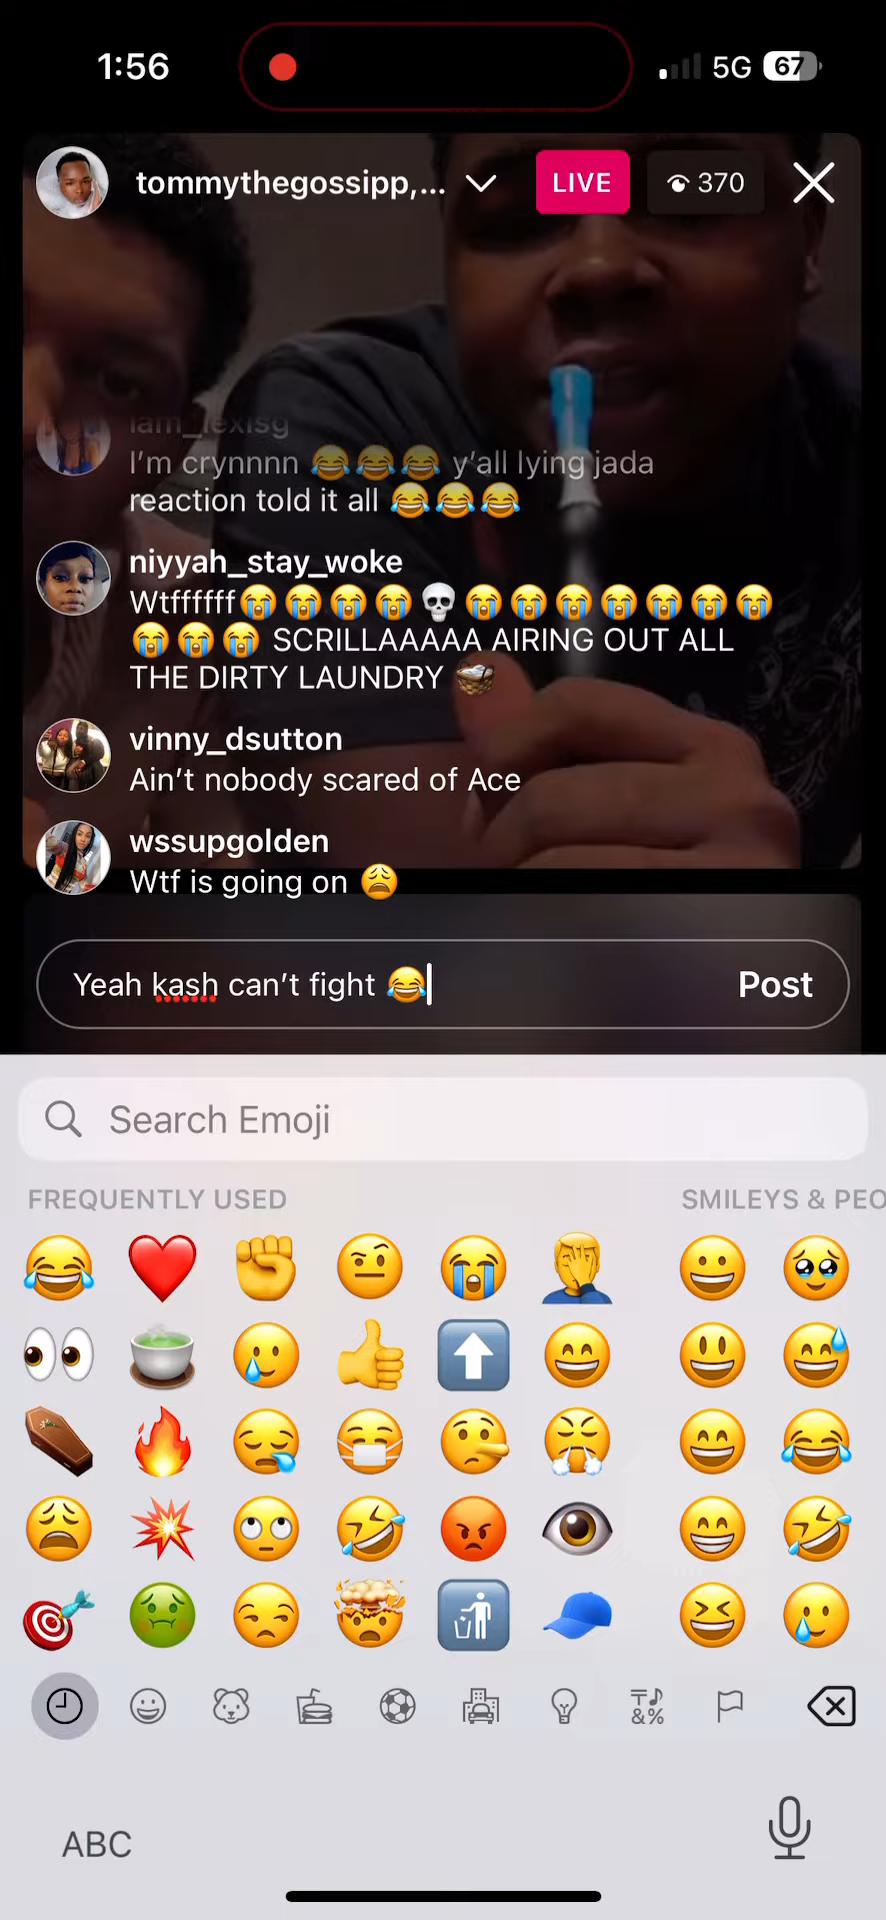 1:56
5G
67
tommythegossipp,...
LIVE
370
iam_lexisg
I'm crynnnn 😂😂😂 y'all lying jada
reaction told it all 😂😂😂
niyyah_stay_woke
Wtffffff😭😭😭😭💀😭😭😭😭😭😭😭
😭😭😭 SCRILLAAAAA AIRING OUT ALL
THE DIRTY LAUNDRY 🧺
vinny_dsutton
Ain't nobody scared of Ace
wssupgolden
Wtf is going on 😩
Yeah kash can't fight 😂
Post
Search Emoji
FREQUENTLY USED
SMILEYS & PEO
ABC